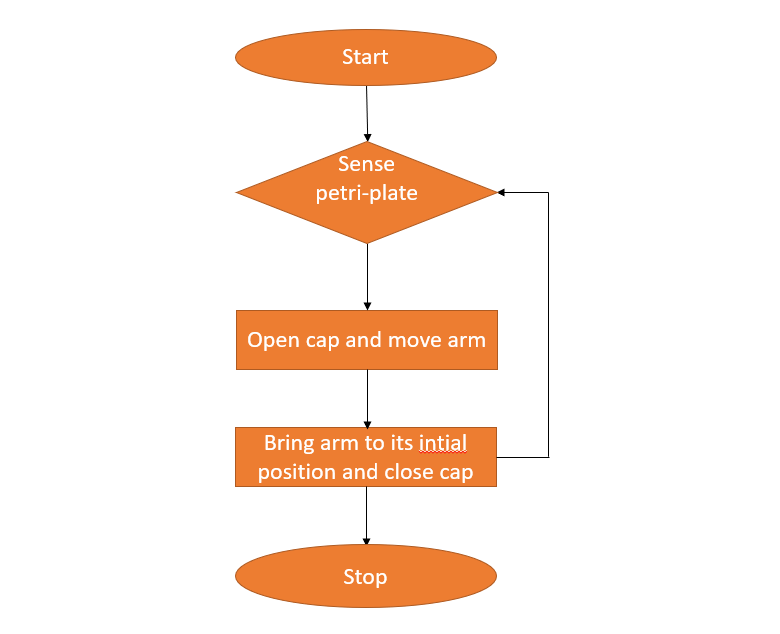 Start
Sense
petri-plate
Open cap and move arm
Bring arm to its intial
position and close cap
Stop